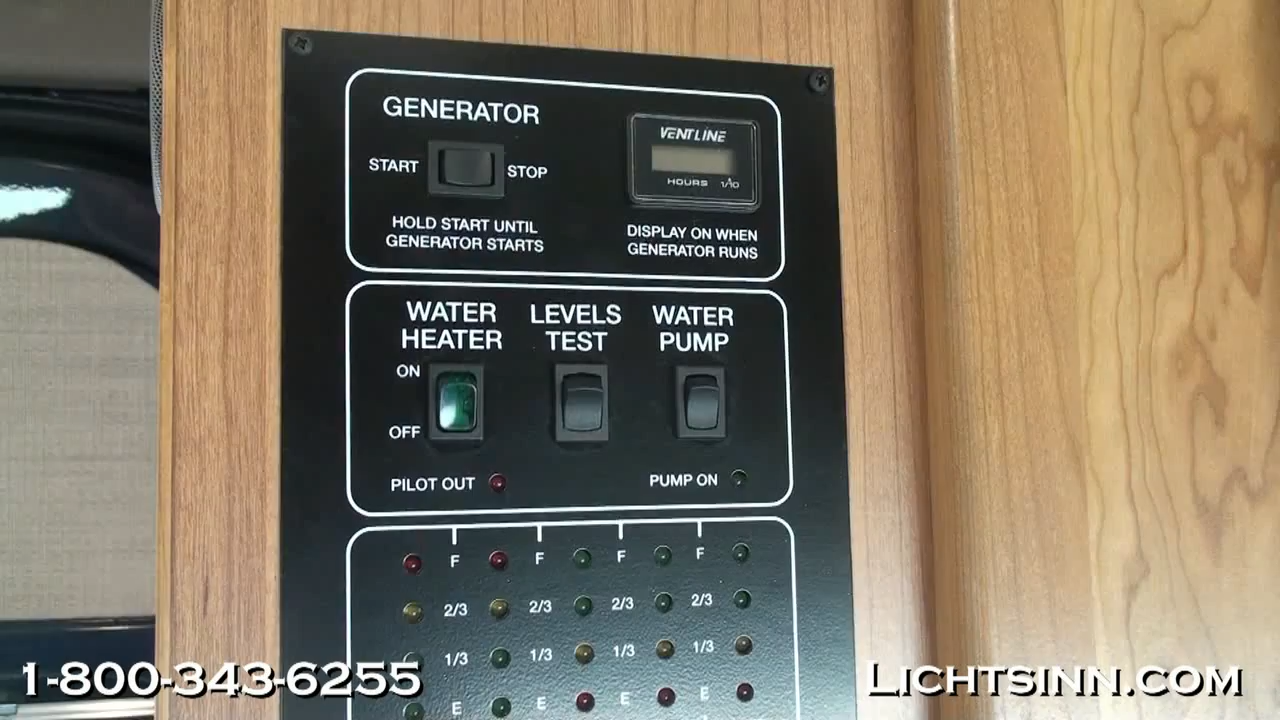 GENERATOR
VENTLINE
START STOP
HOURS 1/10
HOLD START UNTIL
GENERATOR STARTS
DISPLAY ON WHEN
GENERATOR RUNS
WATER
HEATER
LEVELS
TEST
WATER
PUMP
ON
OFF
PILOT OUT
PUMP ON
F F F F
2/3 2/3 2/3 2/3
1/3 1/3 1/3 1/3
E E E E
1-800-343-6255
LICHTSINN.COM